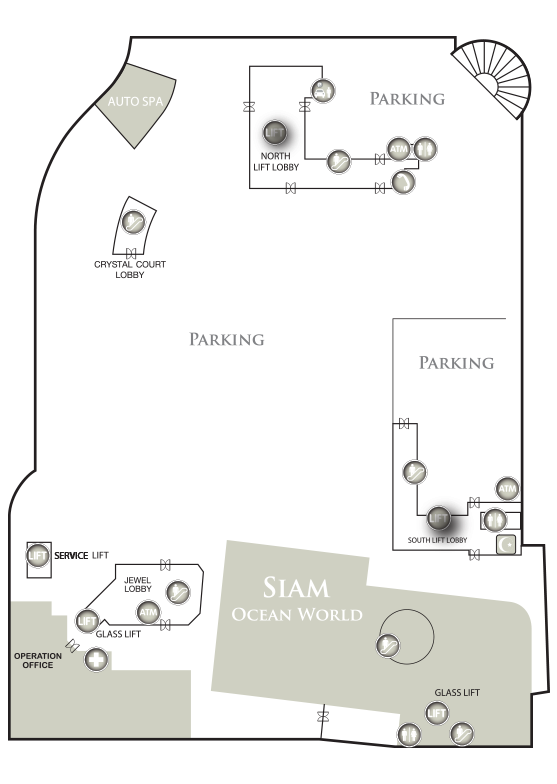 PARKING
AUTO SPA
LIFT
ATM
NORTH
LIFT LOBBY
CRYSTAL COURT
LOBBY
PARKING
PARKING
ATM
LIFT
SOUTH LIFT LOBBY
LIFT
SERVICE LIFT
JEWEL
LOBBY
ATM
LIFT
GLASS LIFT
SIAM
OCEAN WORLD
OPERATION
OFFICE
GLASS LIFT
LIFT